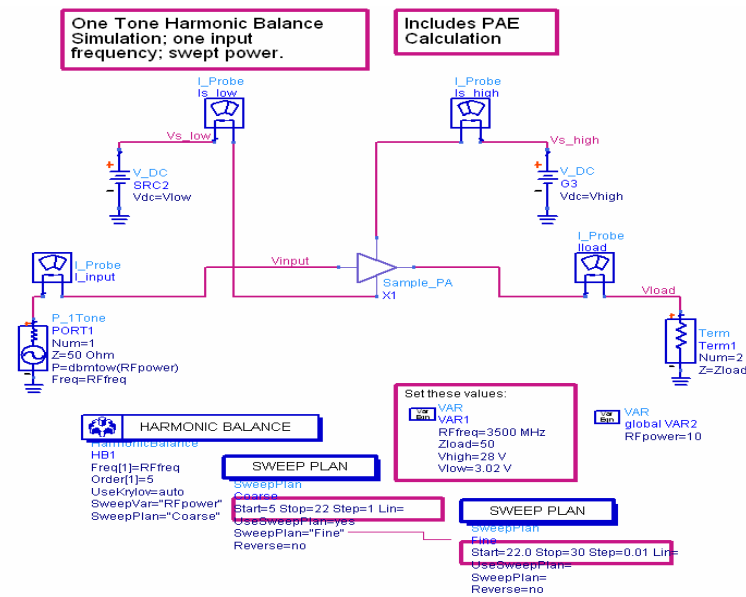 One Tone Harmonic Balance
Simulation; one input
frequency; swept power.
Includes PAE
Calculation
I_Probe
Is_low
I_Probe
Is_high
Vs_low
Vs_high
V_DC
SRC2
Vdc=Vlow
V_DC
G3
Vdc=Vhigh
I_Probe
I_input
Vinput
Sample_PA
X1
I_Probe
Iload
Vload
P_1Tone
PORT1
Num=1
Z=50 Ohm
P=dbmtow(RFpower)
Freq=RFfreq
Term
Term1
Num=2
Z=Zload
Set these values:
Var
Eqn
VAR
VAR1
RFfreq=3500 MHz
Zload=50
Vhigh=28 V
Vlow=3.02 V
Var
Eqn
VAR
global VAR2
RFpower=10
HARMONIC BALANCE
HarmonicBalance
HB1
Freq[1]=RFfreq
Order[1]=5
UseKrylov=auto
SweepVar="RFpower"
SweepPlan="Coarse"
SWEEP PLAN
SweepPlan
Coarse
Start=5 Stop=22 Step=1 Lin=
UseSweepPlan=yes
SweepPlan="Fine"
Reverse=no
SWEEP PLAN
SweepPlan
Fine
Start=22.0 Stop=30 Step=0.01 Lin=
UseSweepPlan=
SweepPlan=
Reverse=no